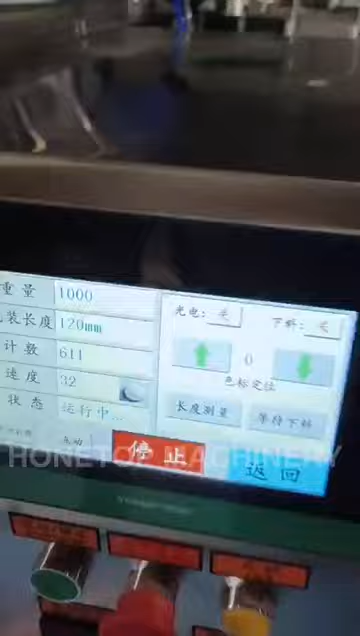 重量 1000
装长度 120mm
计数 611
速度 32
状态 运行中...
光电: 关
下料: 关
0
色标定位
长度测量
等待下料
停止
返回
HONETOP MACHINERY